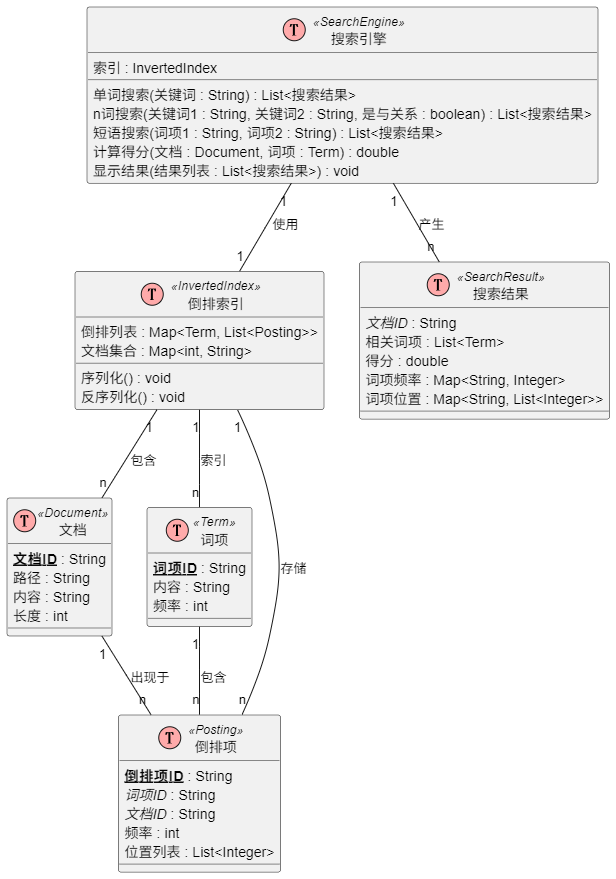 T «SearchEngine»
搜索引擎
索引 : InvertedIndex
单词搜索(关键词 : String) : List<搜索结果>
n词搜索(关键词1 : String, 关键词2 : String, 是与关系 : boolean) : List<搜索结果>
短语搜索(词项1 : String, 词项2 : String) : List<搜索结果>
计算得分(文档 : Document, 词项 : Term) : double
显示结果(结果列表 : List<搜索结果>) : void
1
使用
1
1
产生
n
T «InvertedIndex»
倒排索引
倒排列表 : Map<Term, List<Posting>>
文档集合 : Map<int, String>
序列化() : void
反序列化() : void
T «SearchResult»
搜索结果
文档ID : String
相关词项 : List<Term>
得分 : double
词项频率 : Map<String, Integer>
词项位置 : Map<String, List<Integer>>
1
包含
n
1
索引
n
1
存储
n
T «Document»
文档
文档ID : String
路径 : String
内容 : String
长度 : int
T «Term»
词项
词项ID : String
内容 : String
频率 : int
1
出现于
n
1
包含
n
T «Posting»
倒排项
倒排项ID : String
词项ID : String
文档ID : String
频率 : int
位置列表 : List<Integer>